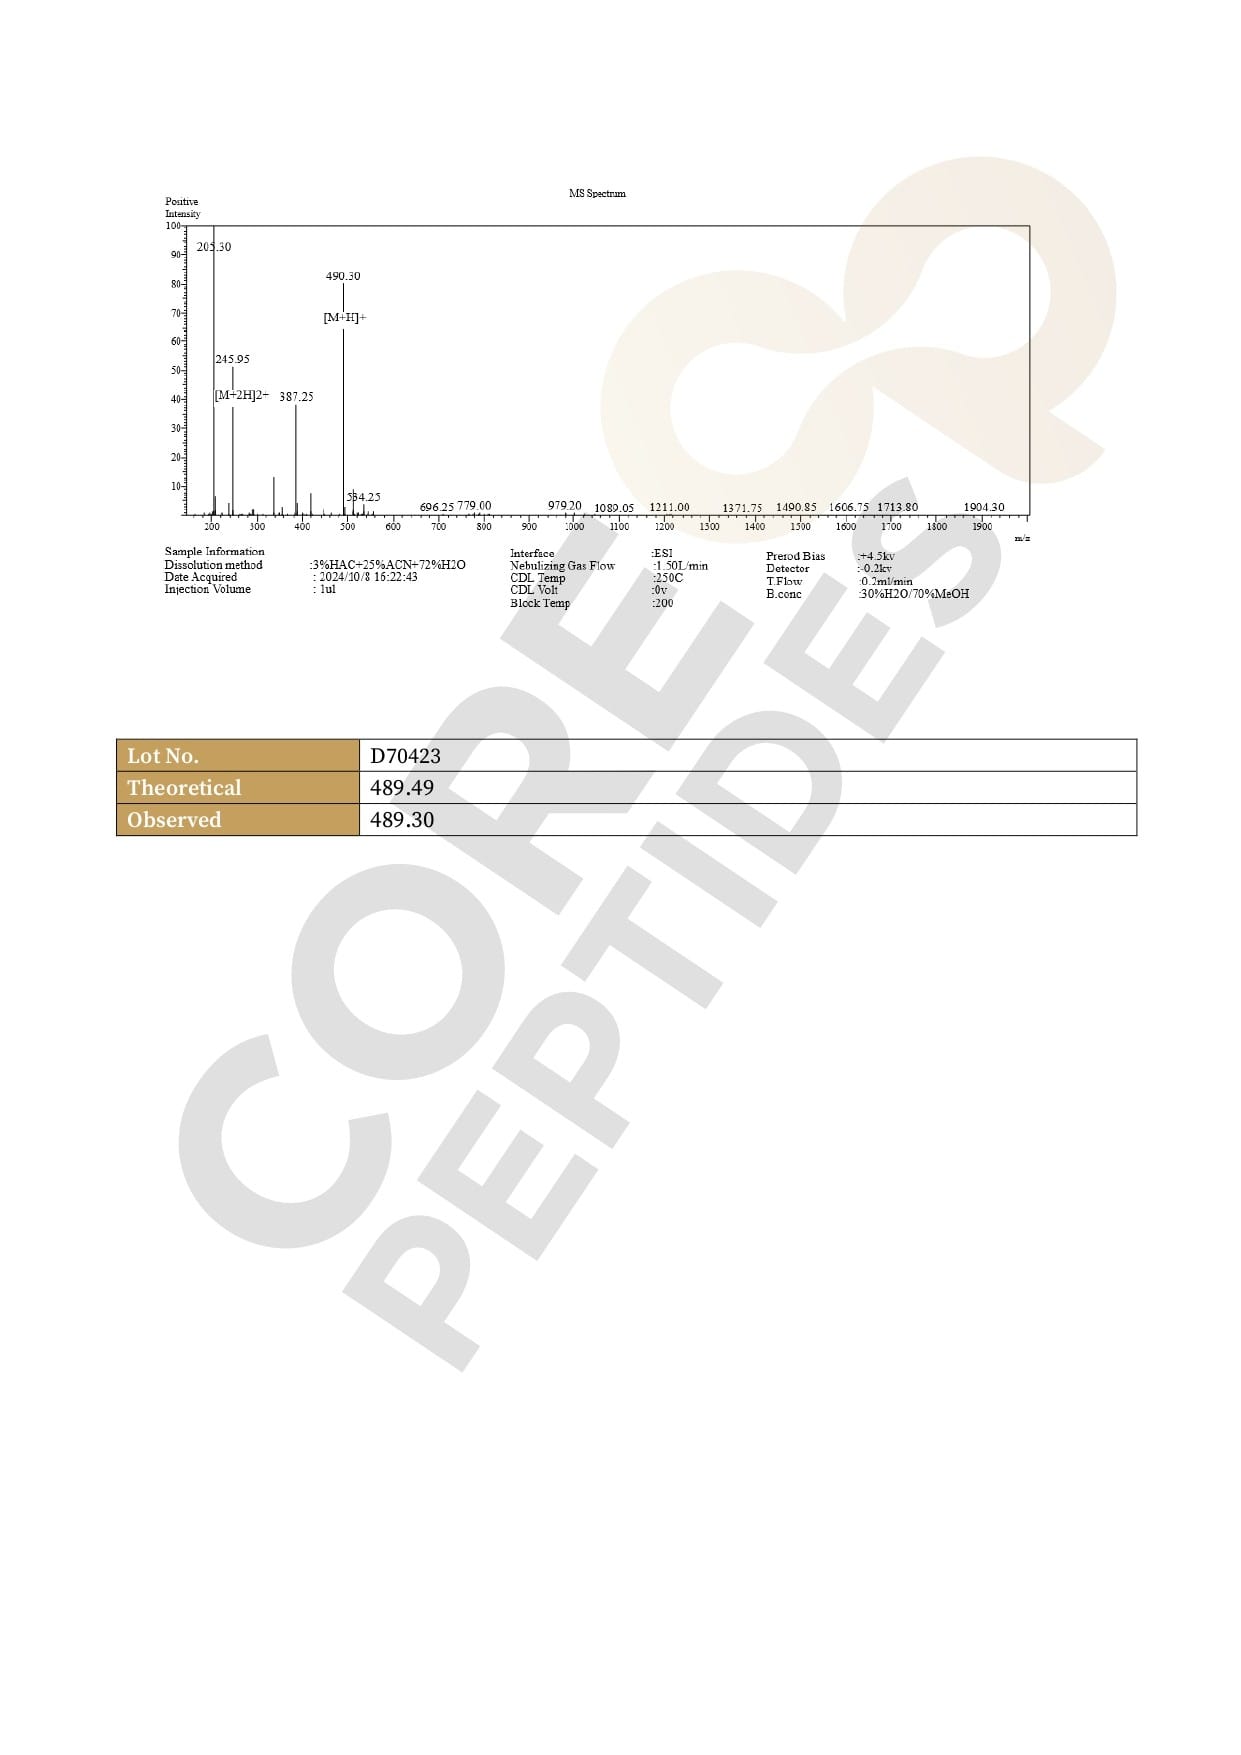 MS Spectrum
Positive
Intensity
100
90
80
70
60
50
40
30
20
10
205.30
490.30
[M+H]+
245.95
[M+2H]2+ 387.25
534.25
696.25 779.00 979.20 1089.05 1211.00 1371.75 1490.85 1606.75 1713.80 1904.30
200 300 400 500 600 700 800 900 1000 1100 1200 1300 1400 1500 1600 1700 1800 1900
m/z
Sample Information
Dissolution method :3%HAC+25%ACN+72%H2O
Date Acquired : 2024/10/8 16:22:43
Injection Volume : 1ul
Interface :ESI
Nebulizing Gas Flow :1.50L/min
CDL Temp :250C
CDL Volt :0v
Block Temp :200
Prerod Bias :+4.5kv
Detector :-0.2kv
T.Flow :0.2ml/min
B.conc :30%H2O/70%MeOH
Lot No. D70423
Theoretical 489.49
Observed 489.30
CORE
PEPTIDES